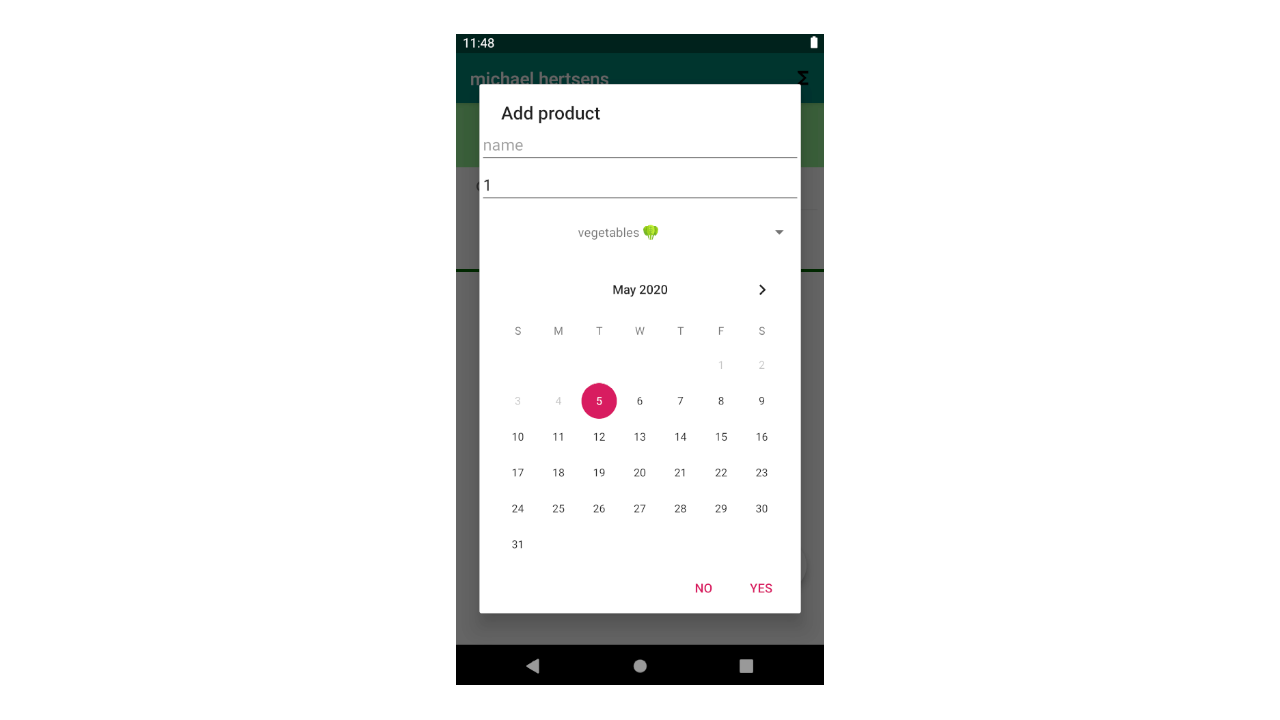 11:48
michael hertsens
Add product
name
1
vegetables 🥬
May 2020
S M T W T F S
1 2
3 4 5 6 7 8 9
10 11 12 13 14 15 16
17 18 19 20 21 22 23
24 25 26 27 28 29 30
31
NO YES